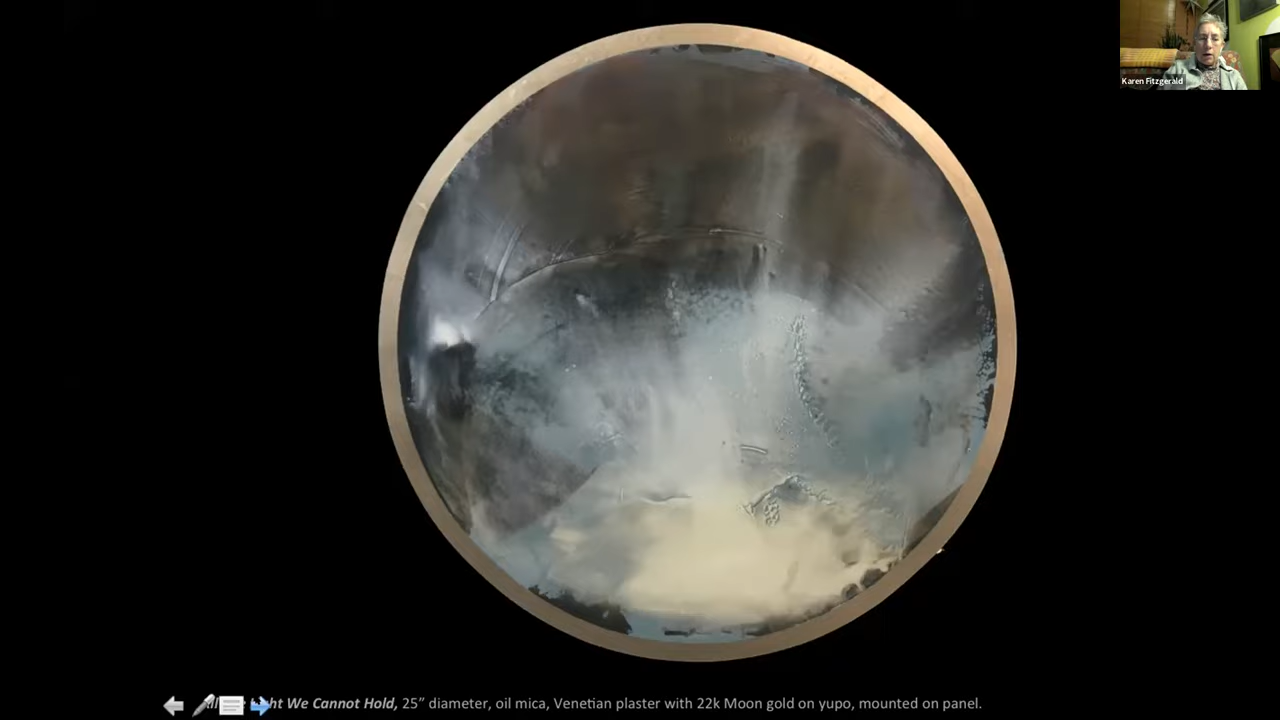 Karen Fitzgerald
We Cannot Hold, 25” diameter, oil mica, Venetian plaster with 22k Moon gold on yupo, mounted on panel.